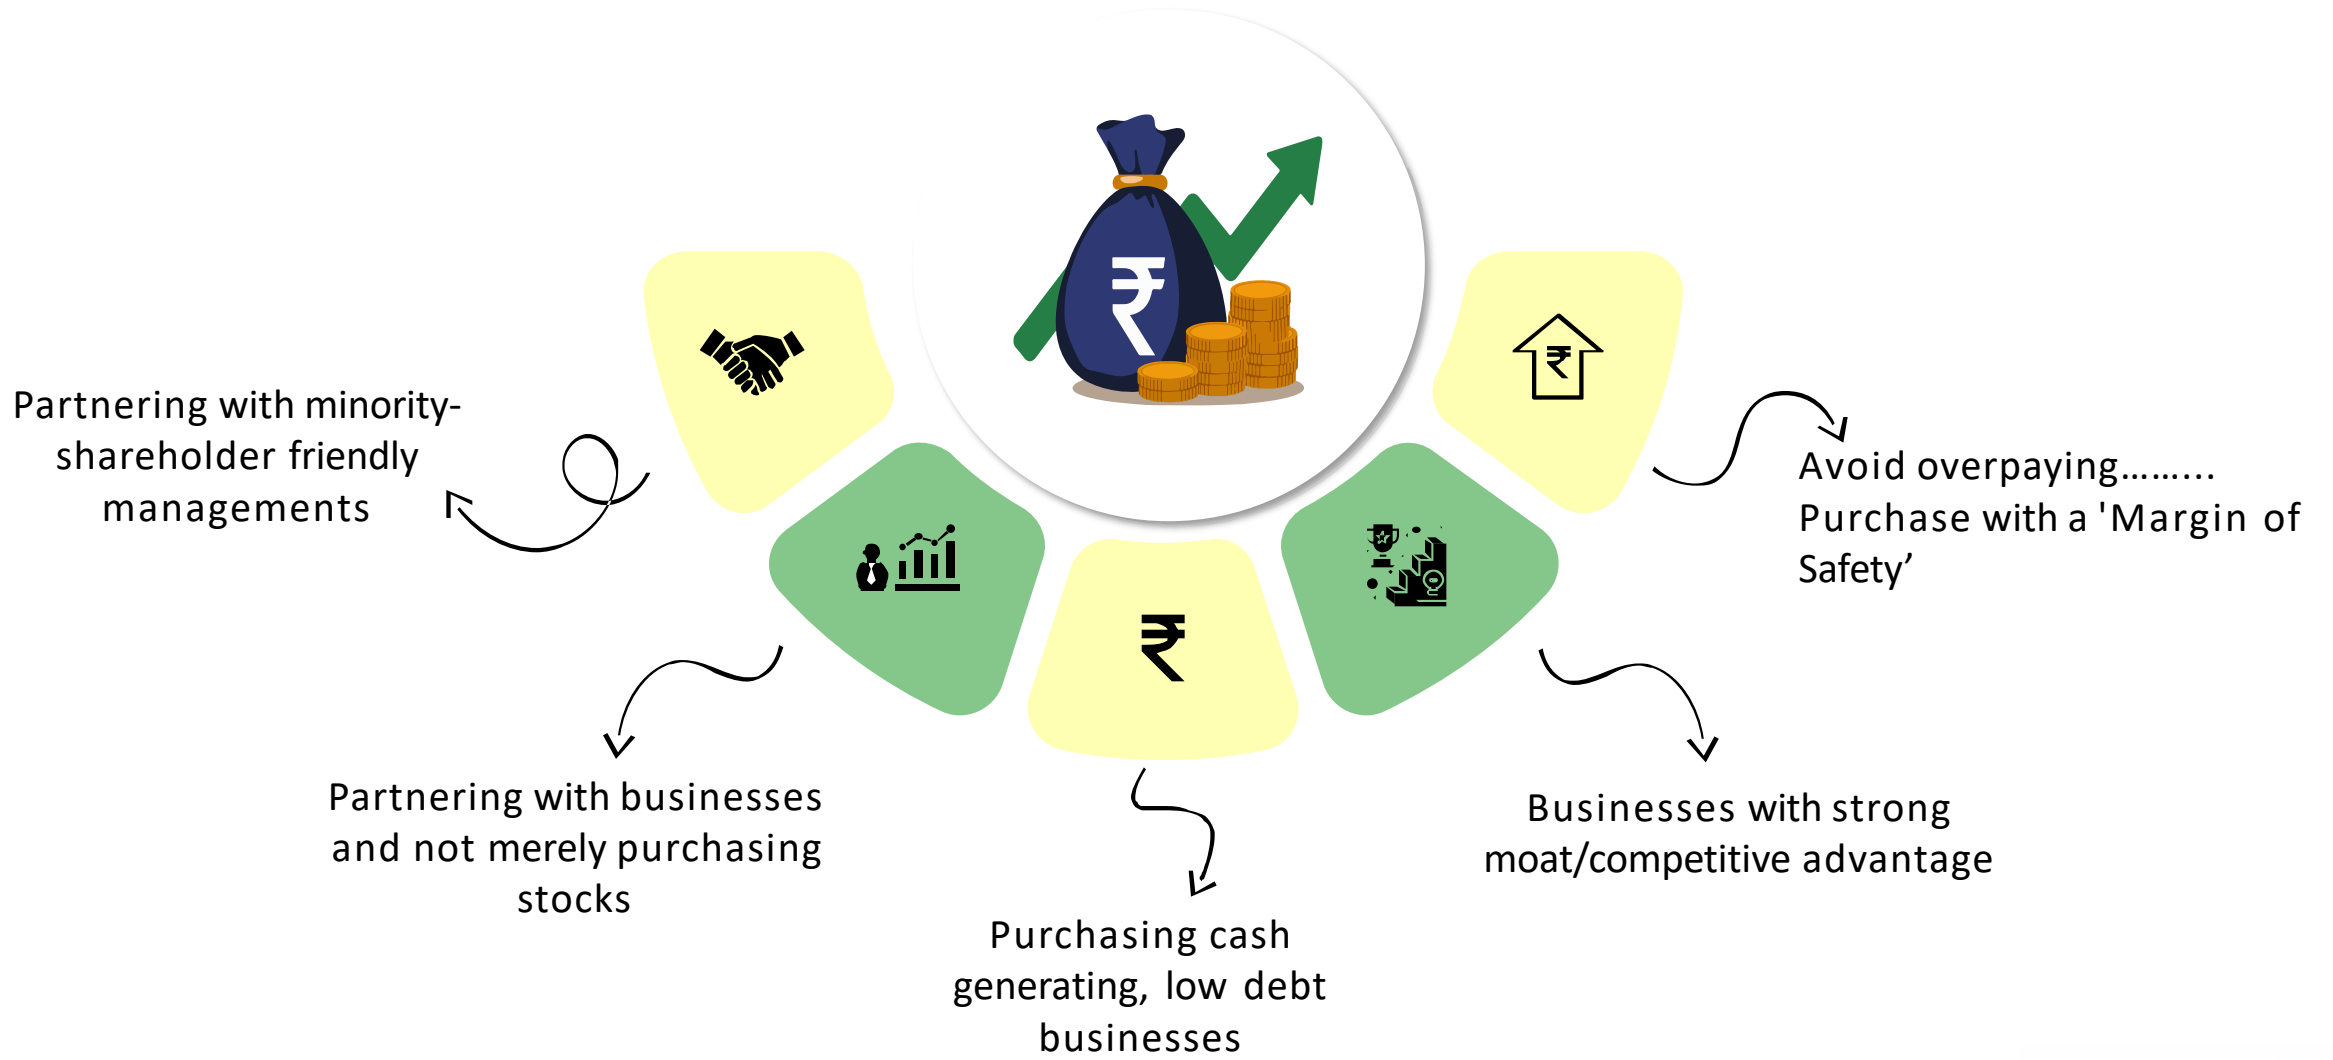 Partnering with minority-
shareholder friendly
managements
Partnering with businesses
and not merely purchasing
stocks
₹
₹
Purchasing cash
generating, low debt
businesses
Businesses with strong
moat/competitive advantage
₹
Avoid overpaying……...
Purchase with a 'Margin of
Safety’